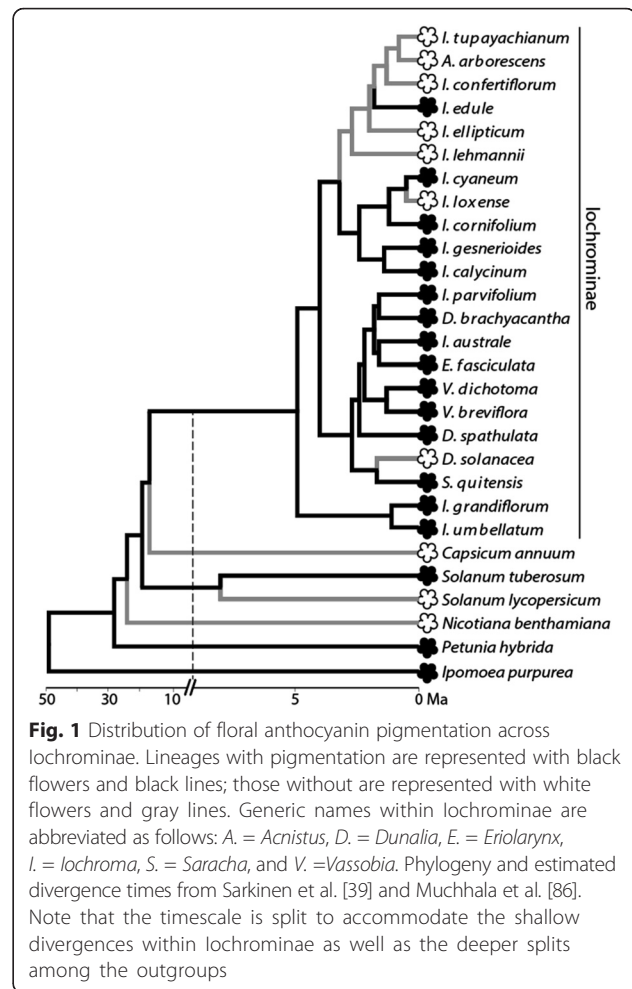 I. tupayachianum
A. arborescens
I. confertiflorum
I. edule
I. ellipticum
I. lehmannii
I. cyaneum
I. loxense
I. cornifolium
I. gesnerioides
I. calycinum
I. parvifolium
D. brachyacantha
I. australe
E. fasciculata
V. dichotoma
V. breviflora
D. spathulata
D. solanacea
S. quitensis
I. grandiflorum
I. umbellatum
Iochrominae
Capsicum annuum
Solanum tuberosum
Solanum lycopersicum
Nicotiana benthamiana
Petunia hybrida
Ipomoea purpurea
50 30 10 5 0 Ma
Fig. 1 Distribution of floral anthocyanin pigmentation across
Iochrominae. Lineages with pigmentation are represented with black
flowers and black lines; those without are represented with white
flowers and gray lines. Generic names within Iochrominae are
abbreviated as follows: A. = Acnistus, D. = Dunalia, E. = Eriolarynx,
I. = Iochroma, S. = Saracha, and V. =Vassobia. Phylogeny and estimated
divergence times from Sarkinen et al. [39] and Muchhala et al. [86].
Note that the timescale is split to accommodate the shallow
divergences within Iochrominae as well as the deeper splits
among the outgroups